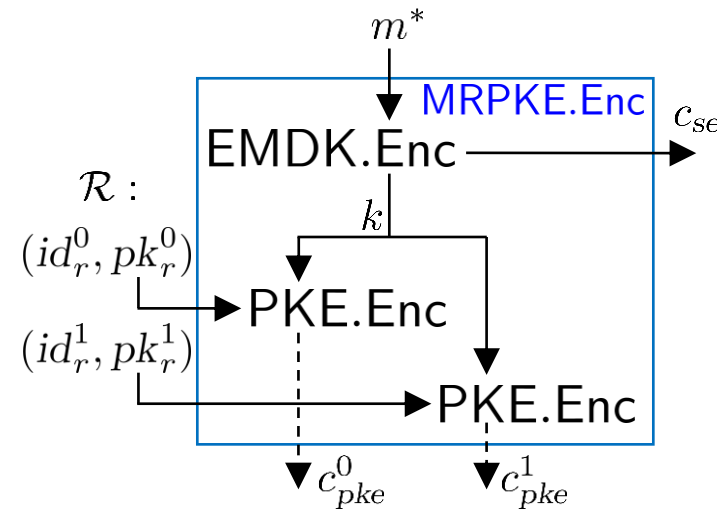 m*
MRPKE.Enc
c_se
EMDK.Enc
ℛ :
k
(id_r^0, pk_r^0)
PKE.Enc
(id_r^1, pk_r^1)
PKE.Enc
c_pke^0
c_pke^1